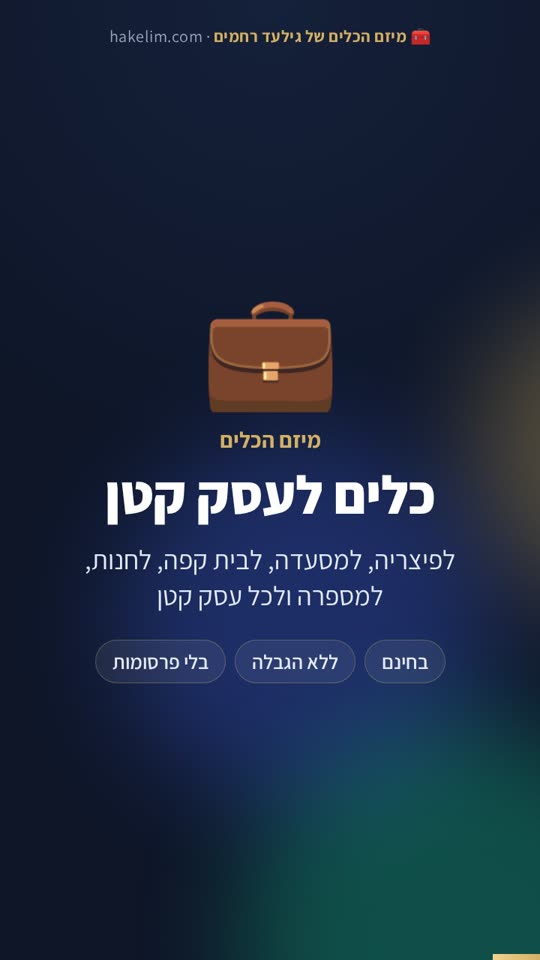 🧰 מיזם הכלים של גילעד רחמים · hakelim.com
מיזם הכלים
כלים לעסק קטן
לפיצריה, למסעדה, לבית קפה, לחנות,
למספרה ולכל עסק קטן
בחינם
ללא הגבלה
בלי פרסומות